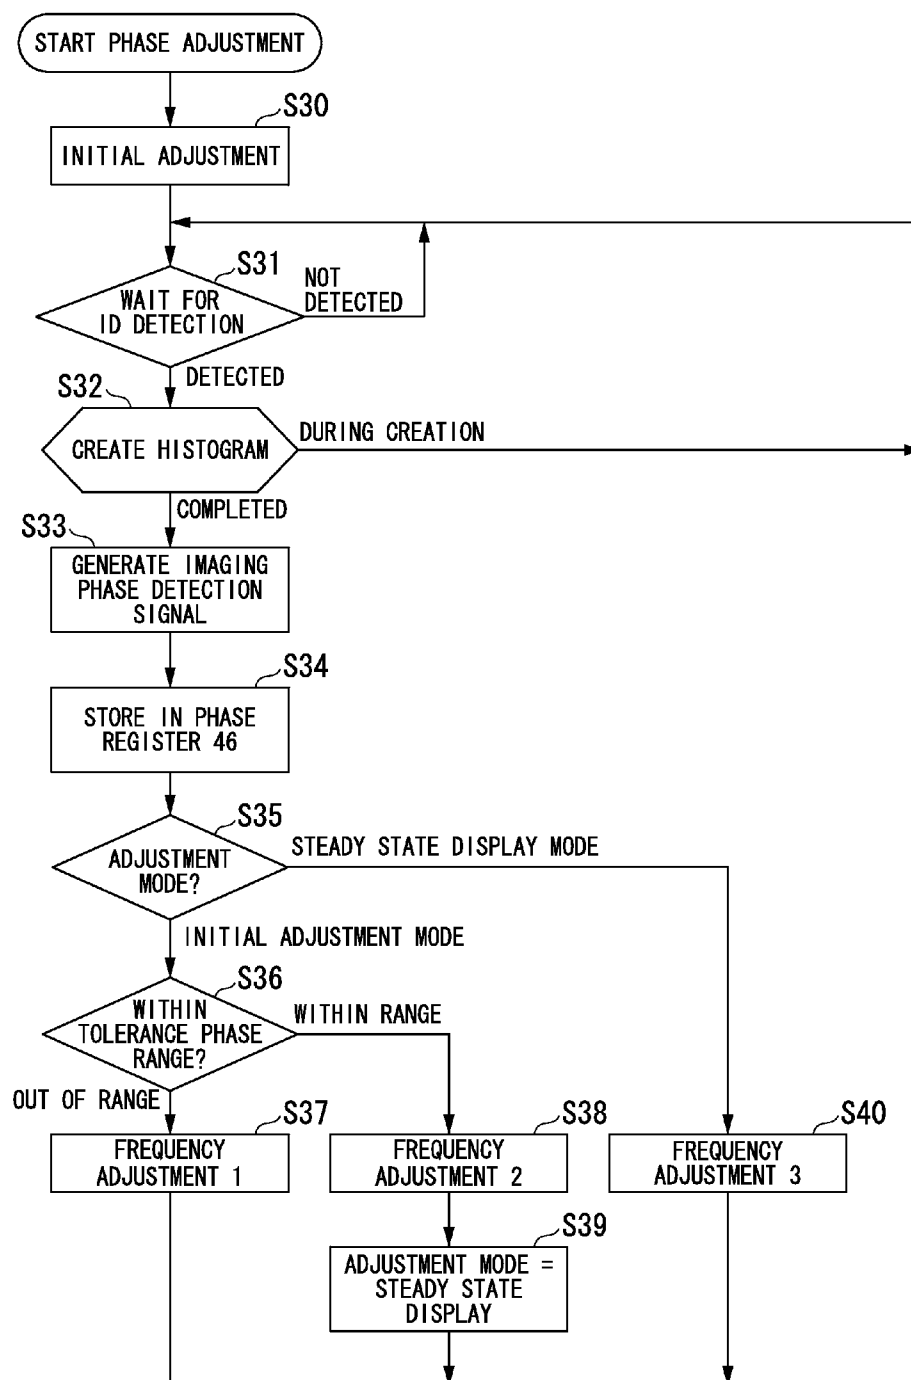 START PHASE ADJUSTMENT
S30
INITIAL ADJUSTMENT
S31
WAIT FOR
ID DETECTION
NOT
DETECTED
DETECTED
S32
CREATE HISTOGRAM
DURING CREATION
COMPLETED
S33
GENERATE IMAGING
PHASE DETECTION
SIGNAL
S34
STORE IN PHASE
REGISTER 46
S35
ADJUSTMENT
MODE?
STEADY STATE DISPLAY MODE
INITIAL ADJUSTMENT MODE
S36
WITHIN
TOLERANCE PHASE
RANGE?
WITHIN RANGE
OUT OF RANGE
S37
FREQUENCY
ADJUSTMENT 1
S38
FREQUENCY
ADJUSTMENT 2
S40
FREQUENCY
ADJUSTMENT 3
S39
ADJUSTMENT MODE =
STEADY STATE
DISPLAY